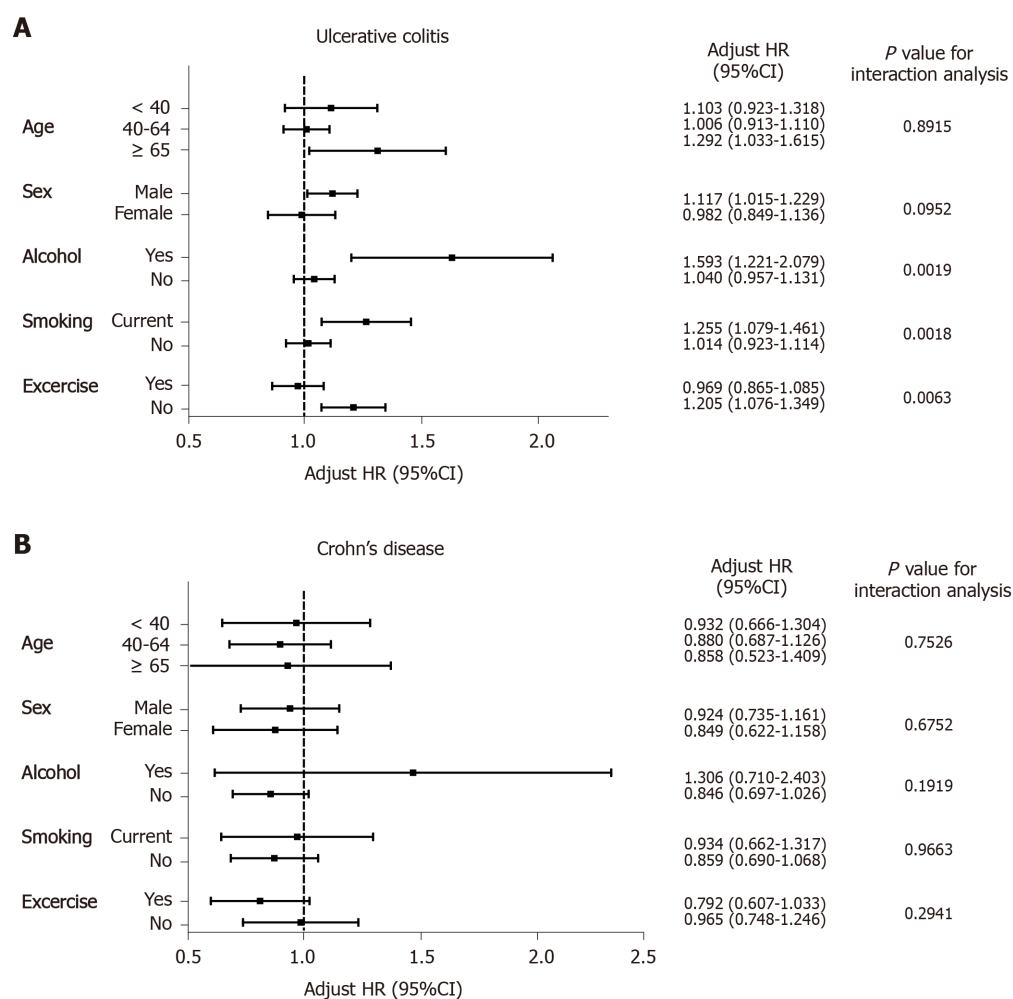 A
Ulcerative colitis
Adjust HR
(95%CI)
P value for
interaction analysis
Age
< 40
1.103 (0.923-1.318)
40-64
1.006 (0.913-1.110)
0.8915
≥ 65
1.292 (1.033-1.615)
Sex
Male
1.117 (1.015-1.229)
Female
0.982 (0.849-1.136)
0.0952
Alcohol
Yes
1.593 (1.221-2.079)
No
1.040 (0.957-1.131)
0.0019
Smoking
Current
1.255 (1.079-1.461)
No
1.014 (0.923-1.114)
0.0018
Excercise
Yes
0.969 (0.865-1.085)
No
1.205 (1.076-1.349)
0.0063
0.5 1.0 1.5 2.0
Adjust HR (95%CI)
B
Crohn's disease
Adjust HR
(95%CI)
P value for
interaction analysis
Age
< 40
0.932 (0.666-1.304)
40-64
0.880 (0.687-1.126)
0.7526
≥ 65
0.858 (0.523-1.409)
Sex
Male
0.924 (0.735-1.161)
Female
0.849 (0.622-1.158)
0.6752
Alcohol
Yes
1.306 (0.710-2.403)
No
0.846 (0.697-1.026)
0.1919
Smoking
Current
0.934 (0.662-1.317)
No
0.859 (0.690-1.068)
0.9663
Excercise
Yes
0.792 (0.607-1.033)
No
0.965 (0.748-1.246)
0.2941
0.5 1.0 1.5 2.0 2.5
Adjust HR (95%CI)